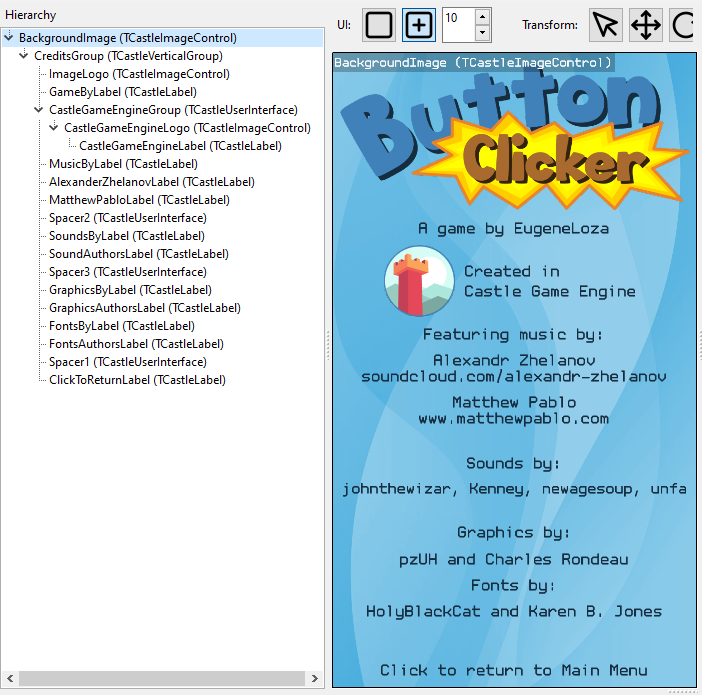 Hierarchy
BackgroundImage (TCastleImageControl)
CreditsGroup (TCastleVerticalGroup)
ImageLogo (TCastleImageControl)
GameByLabel (TCastleLabel)
CastleGameEngineGroup (TCastleUserInterface)
CastleGameEngineLogo (TCastleImageControl)
CastleGameEngineLabel (TCastleLabel)
MusicByLabel (TCastleLabel)
AlexanderZhelanovLabel (TCastleLabel)
MatthewPabloLabel (TCastleLabel)
Spacer2 (TCastleUserInterface)
SoundsByLabel (TCastleLabel)
SoundAuthorsLabel (TCastleLabel)
Spacer3 (TCastleUserInterface)
GraphicsByLabel (TCastleLabel)
GraphicsAuthorsLabel (TCastleLabel)
FontsByLabel (TCastleLabel)
FontsAuthorsLabel (TCastleLabel)
Spacer1 (TCastleUserInterface)
ClickToReturnLabel (TCastleLabel)
UI: 10 Transform:
BackgroundImage (TCastleImageControl)
Button
Clicker
A game by EugeneLoza
Created in
Castle Game Engine
Featuring music by:
Alexandr Zhelanov
soundcloud.com/alexandr-zhelanov
Matthew Pablo
www.matthewpablo.com
Sounds by:
johnthewizar, Kenney, newagesoup, unfa
Graphics by:
pzUH and Charles Rondeau
Fonts by:
HolyBlackCat and Karen B. Jones
Click to return to Main Menu